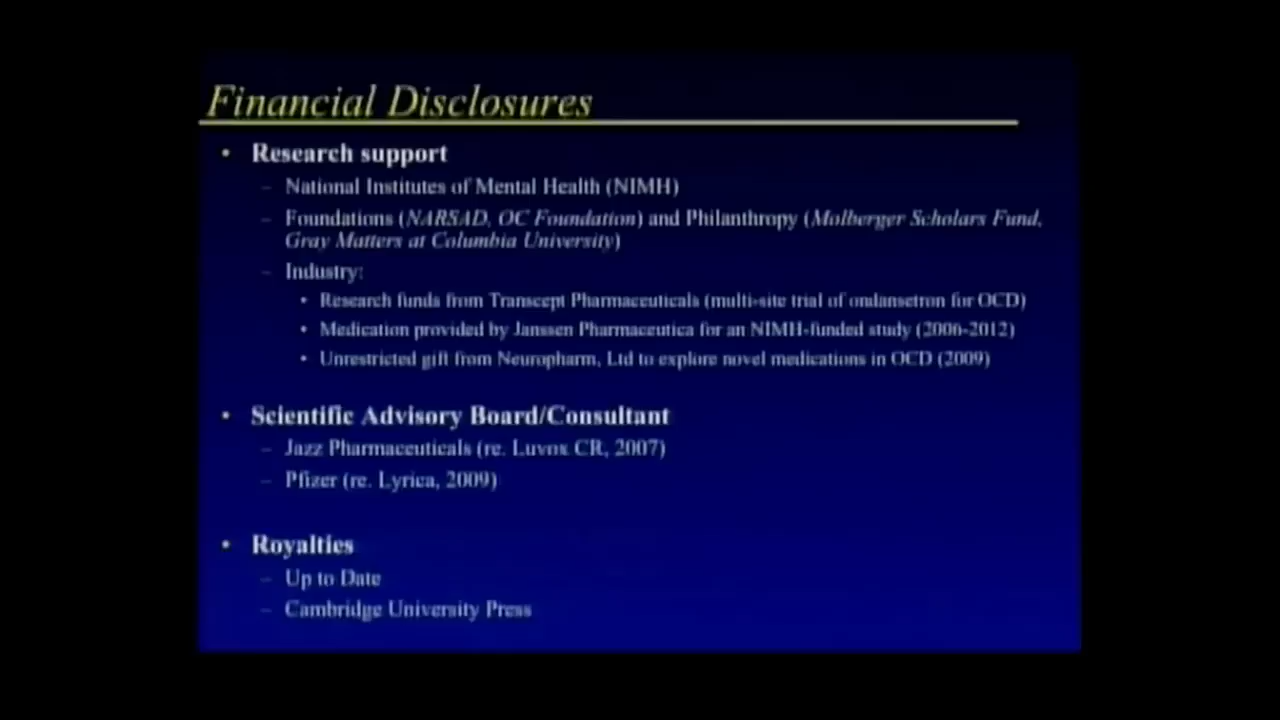 Financial Disclosures
• Research support
– National Institutes of Mental Health (NIMH)
– Foundations (NARSAD, OC Foundation) and Philanthropy (Molberger Scholars Fund,
Gray Matters at Columbia University)
– Industry:
• Research funds from Transcept Pharmaceuticals (multi-site trial of ondansetron for OCD)
• Medication provided by Janssen Pharmaceutica for an NIMH-funded study (2006-2012)
• Unrestricted gift from Neuropharm, Ltd to explore novel medications in OCD (2009)
• Scientific Advisory Board/Consultant
– Jazz Pharmaceuticals (re. Luvox CR, 2007)
– Pfizer (re. Lyrica, 2009)
• Royalties
– Up to Date
– Cambridge University Press